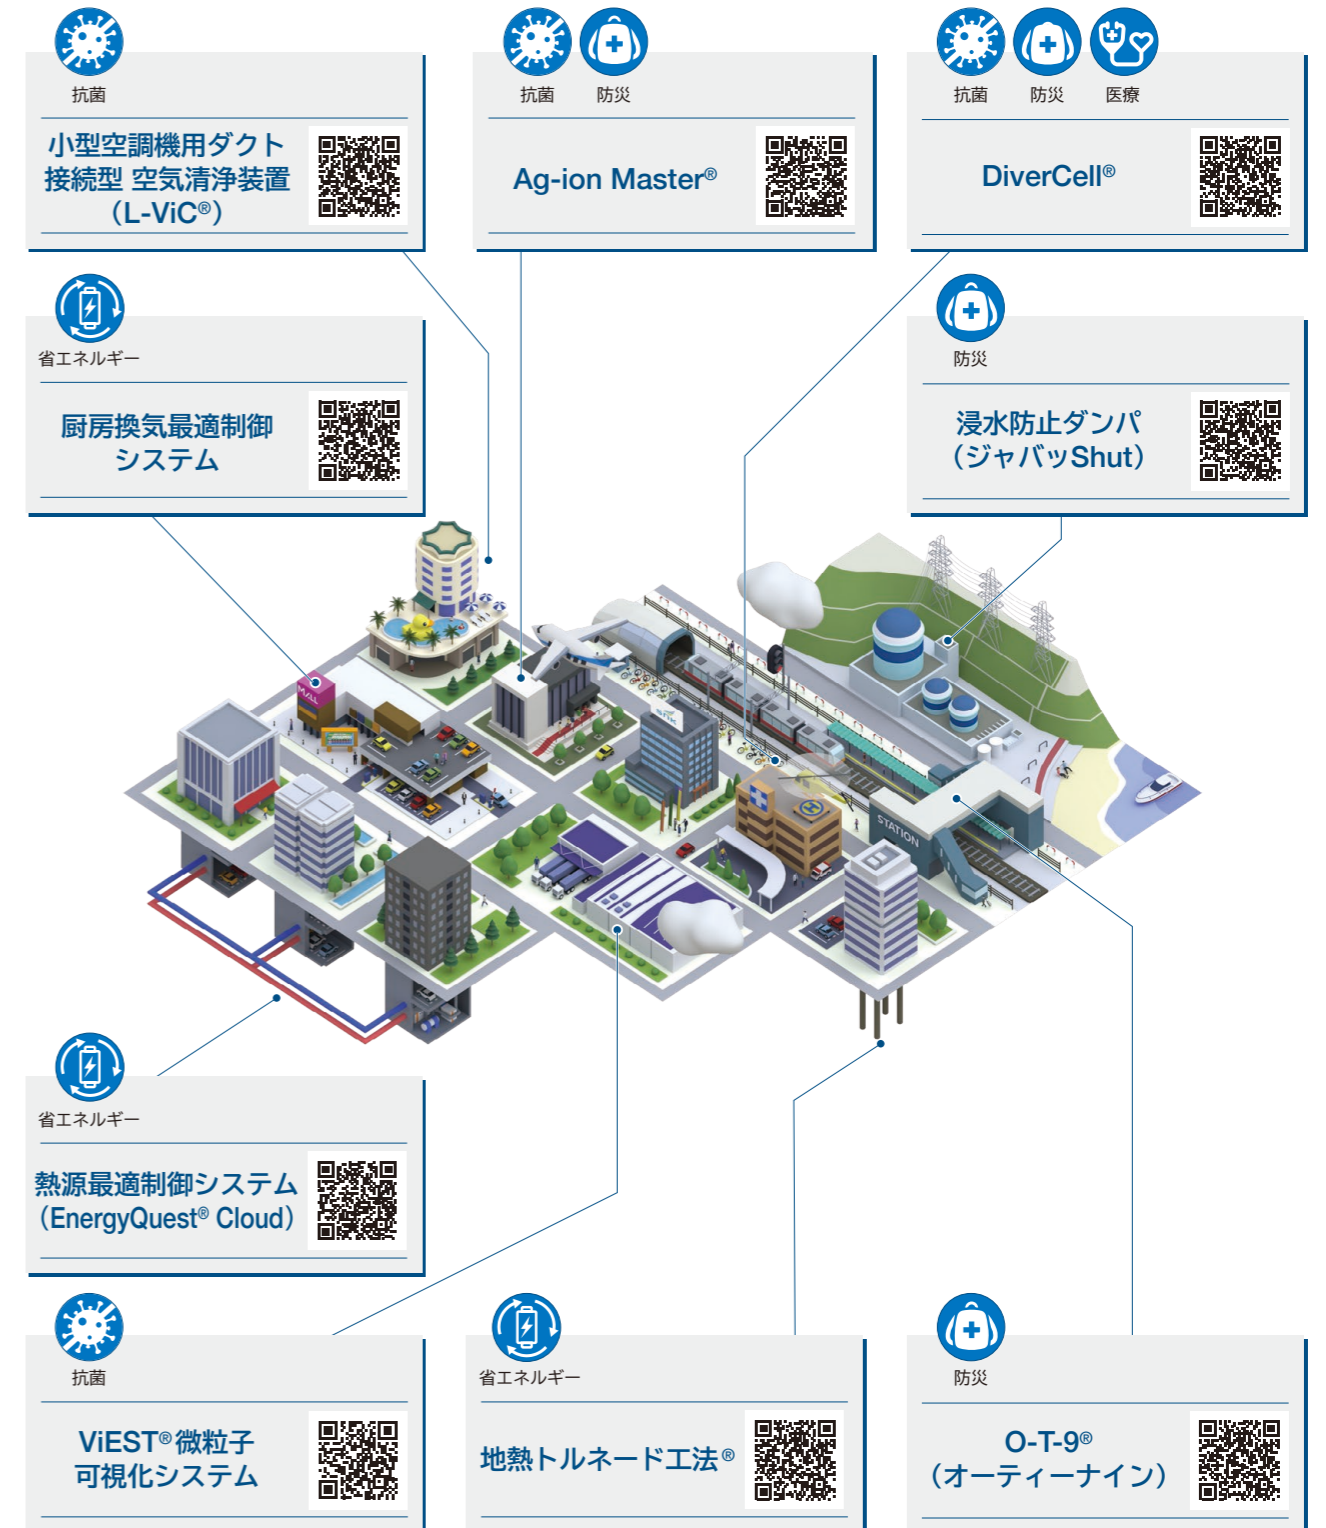 抗菌
小型空調機用ダクト
接続型 空気清浄装置
（L-ViC®）
抗菌 防災
Ag-ion Master®
抗菌 防災 医療
DiverCell®
省エネルギー
厨房換気最適制御
システム
防災
浸水防止ダンパ
（ジャバッShut）
MALL
STATION
省エネルギー
熱源最適制御システム
（EnergyQuest® Cloud）
抗菌
ViEST®微粒子
可視化システム
省エネルギー
地熱トルネード工法®
防災
O-T-9®
（オーティーナイン）